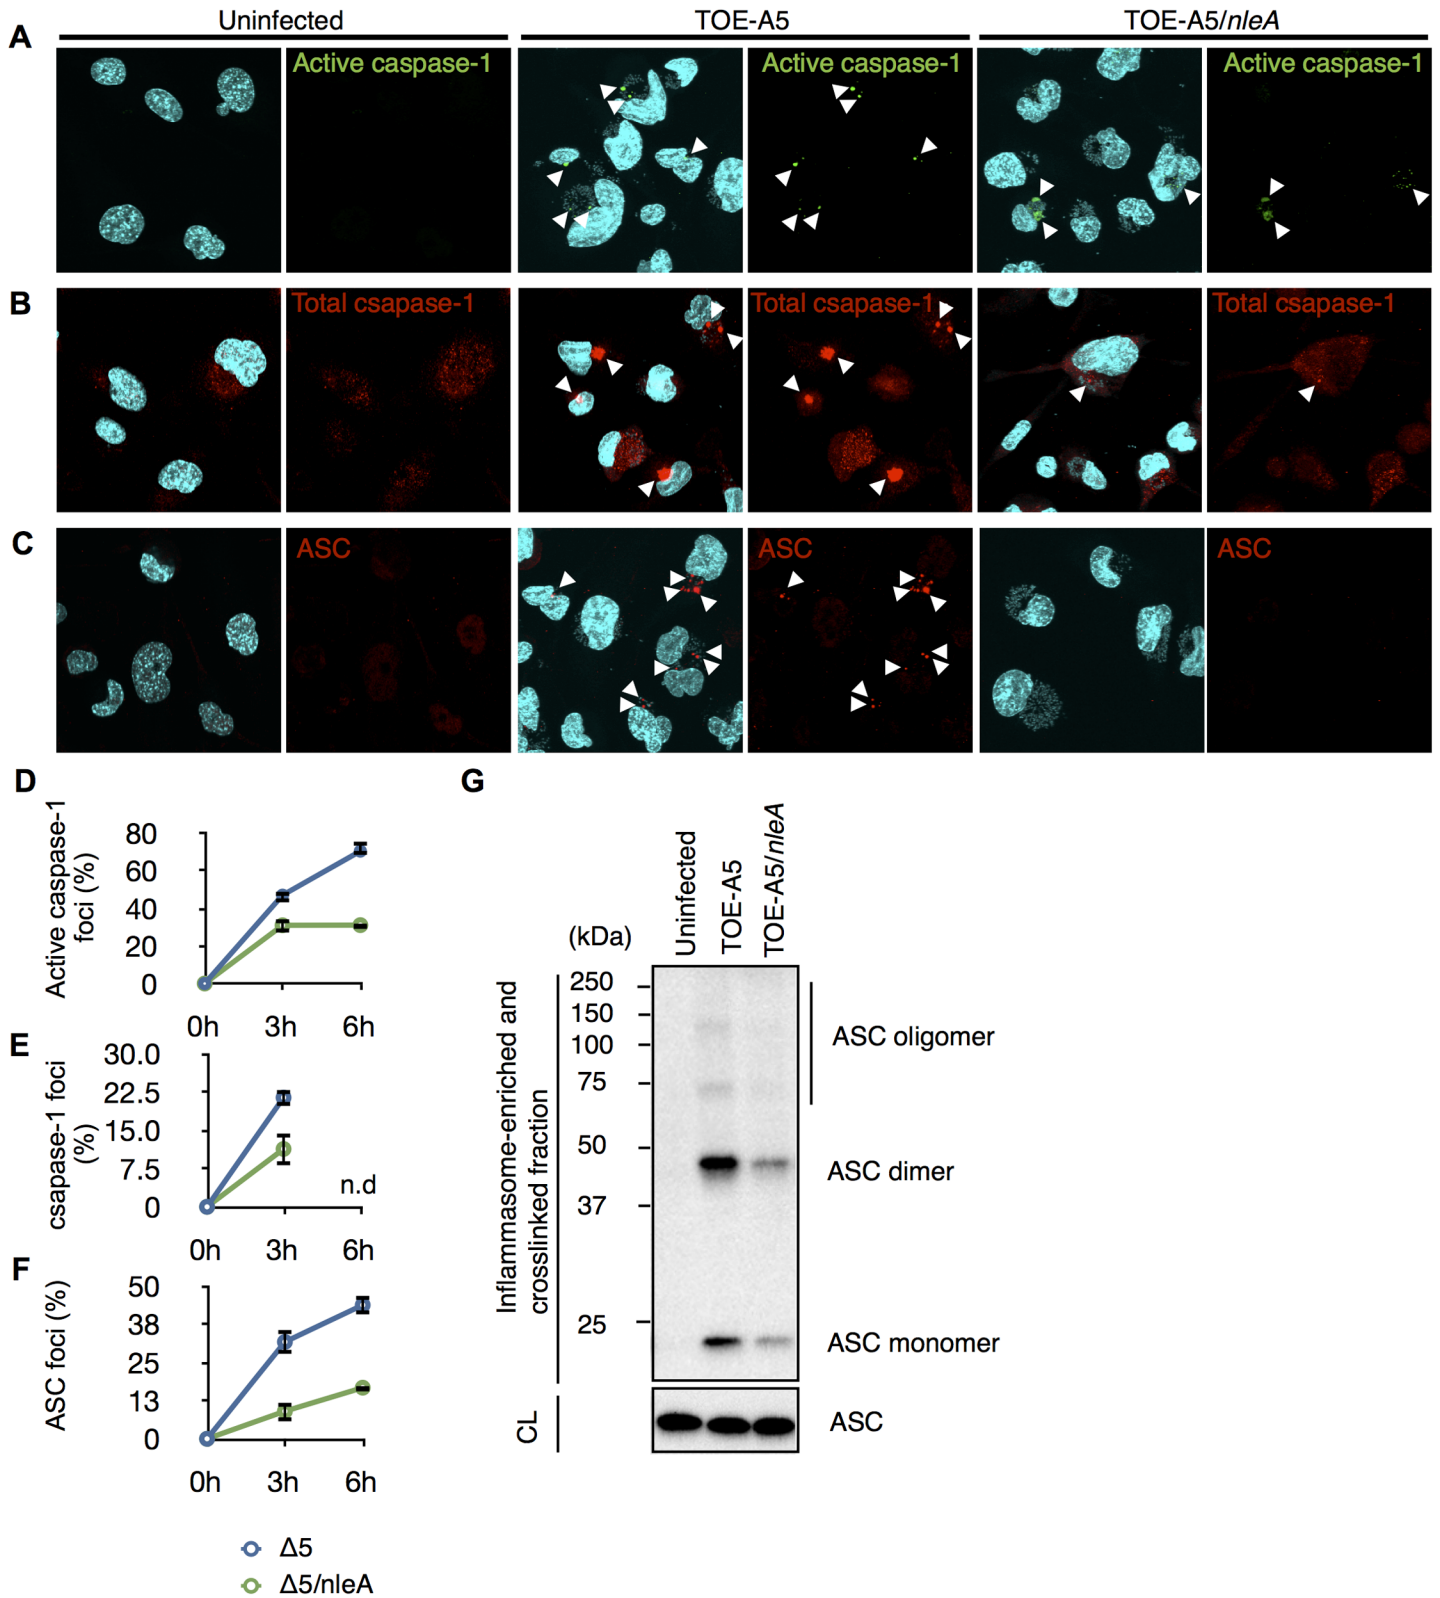 Uninfected
TOE-A5
TOE-A5/nleA
A
Active caspase-1
Active caspase-1
Active caspase-1
B
Total csapase-1
Total csapase-1
Total csapase-1
C
ASC
ASC
ASC
D
Active caspase-1
foci (%)
80
60
40
20
0
0h 3h 6h
E
csapase-1 foci
(%)
30.0
22.5
15.0
7.5
0
n.d
0h 3h 6h
F
ASC foci (%)
50
38
25
13
0
0h 3h 6h
Δ5
Δ5/nleA
G
Uninfected
TOE-A5
TOE-A5/nleA
(kDa)
Inflammasome-enriched and
crosslinked fraction
250
150
100
75
50
37
25
ASC oligomer
ASC dimer
ASC monomer
CL
ASC